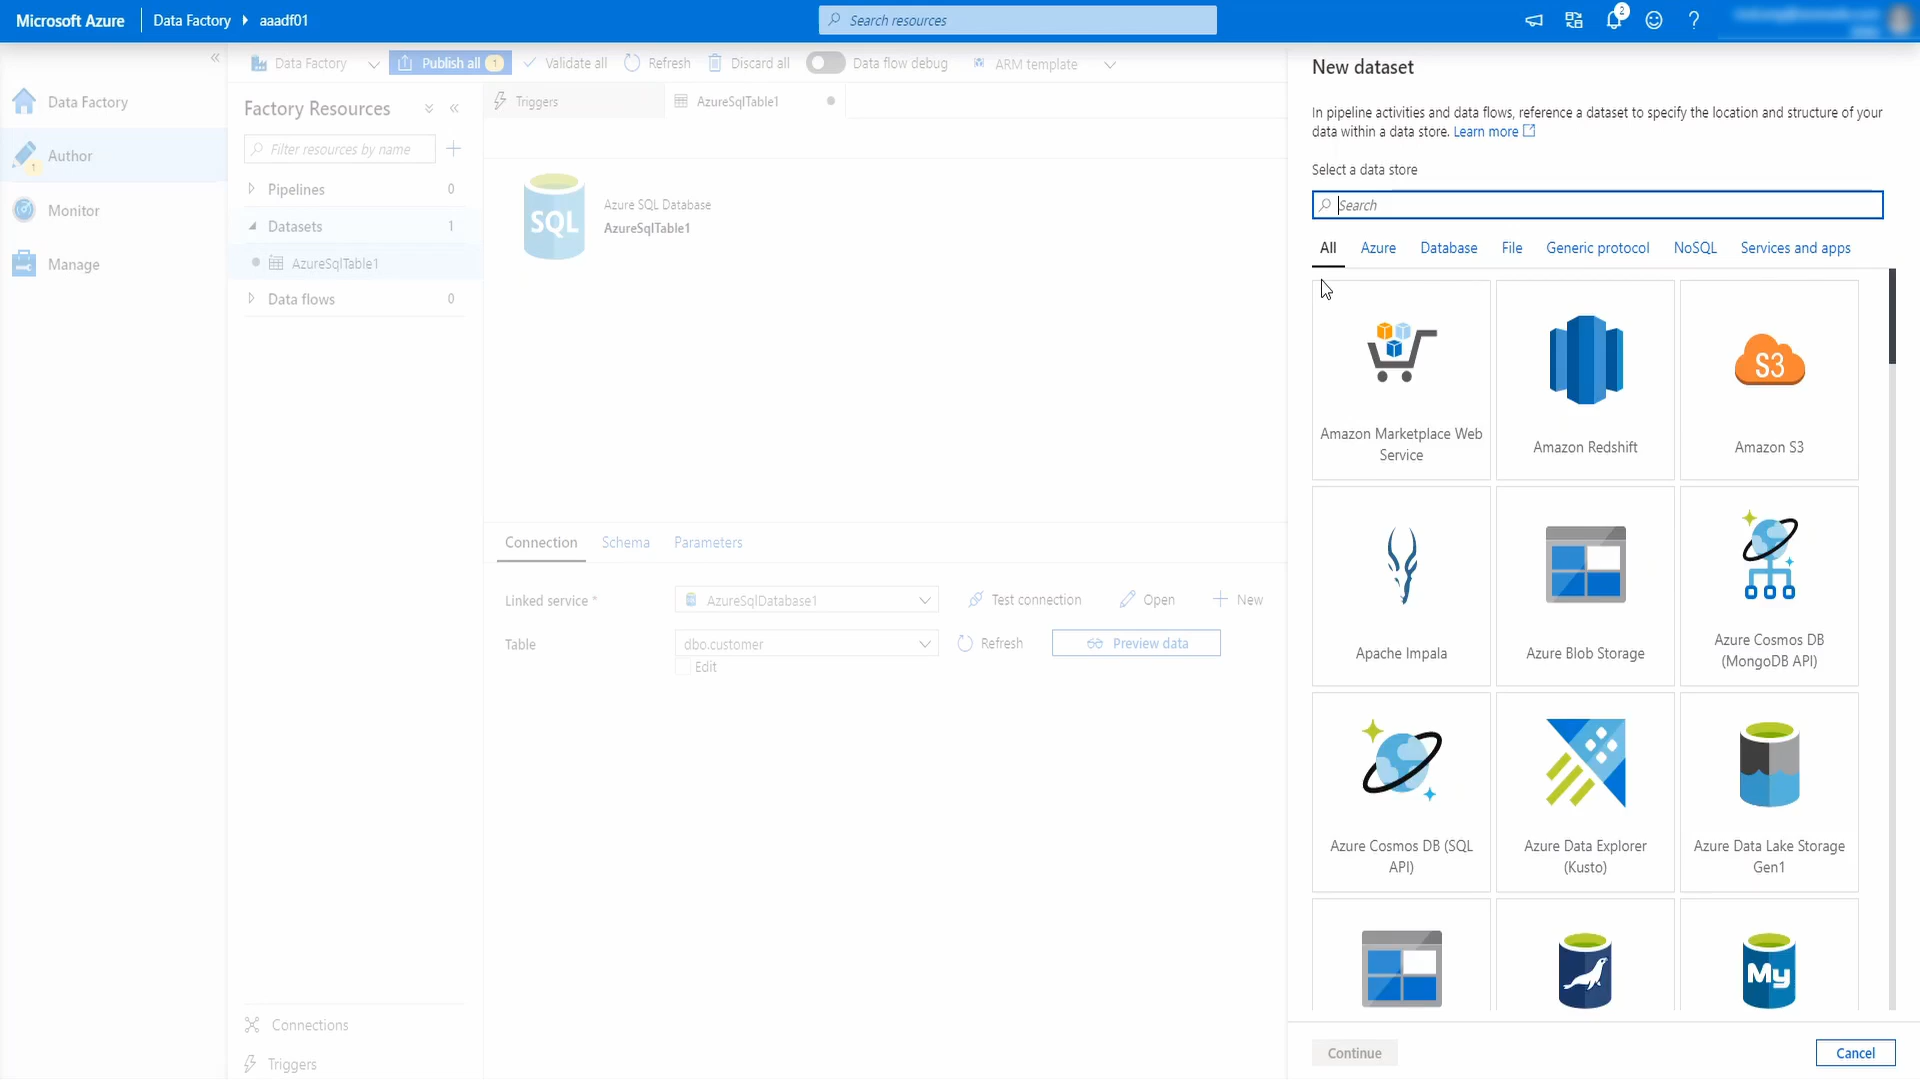 Microsoft Azure
Data Factory
aaadf01
Search resources
2
Data Factory
Author
1
Monitor
Manage
Data Factory
Publish all
1
Validate all
Refresh
Discard all
Data flow debug
ARM template
Factory Resources
Filter resources by name
Pipelines
0
Datasets
1
AzureSqlTable1
Data flows
0
Connections
Triggers
Triggers
AzureSqlTable1
SQL
Azure SQL Database
AzureSqlTable1
Connection
Schema
Parameters
Linked service *
AzureSqlDatabase1
Test connection
Open
New
Table
dbo.customer
Refresh
Preview data
Edit
New dataset
In pipeline activities and data flows, reference a dataset to specify the location and structure of your
data within a data store. Learn more
Select a data store
Search
All
Azure
Database
File
Generic protocol
NoSQL
Services and apps
Amazon Marketplace Web
Service
Amazon Redshift
S3
Amazon S3
Apache Impala
Azure Blob Storage
Azure Cosmos DB
(MongoDB API)
Azure Cosmos DB (SQL
API)
Azure Data Explorer
(Kusto)
Azure Data Lake Storage
Gen1
My
Continue
Cancel